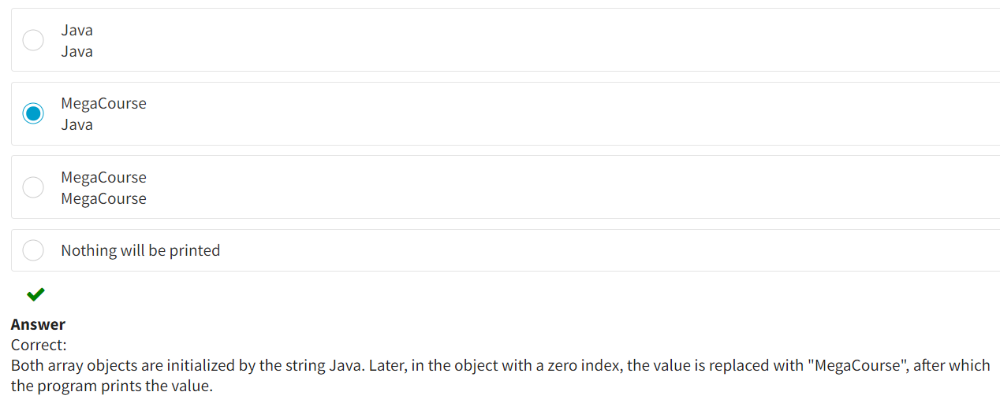 Java
Java
MegaCourse
Java
MegaCourse
MegaCourse
Nothing will be printed
Answer
Correct:
Both array objects are initialized by the string Java. Later, in the object with a zero index, the value is replaced with "MegaCourse", after which
the program prints the value.